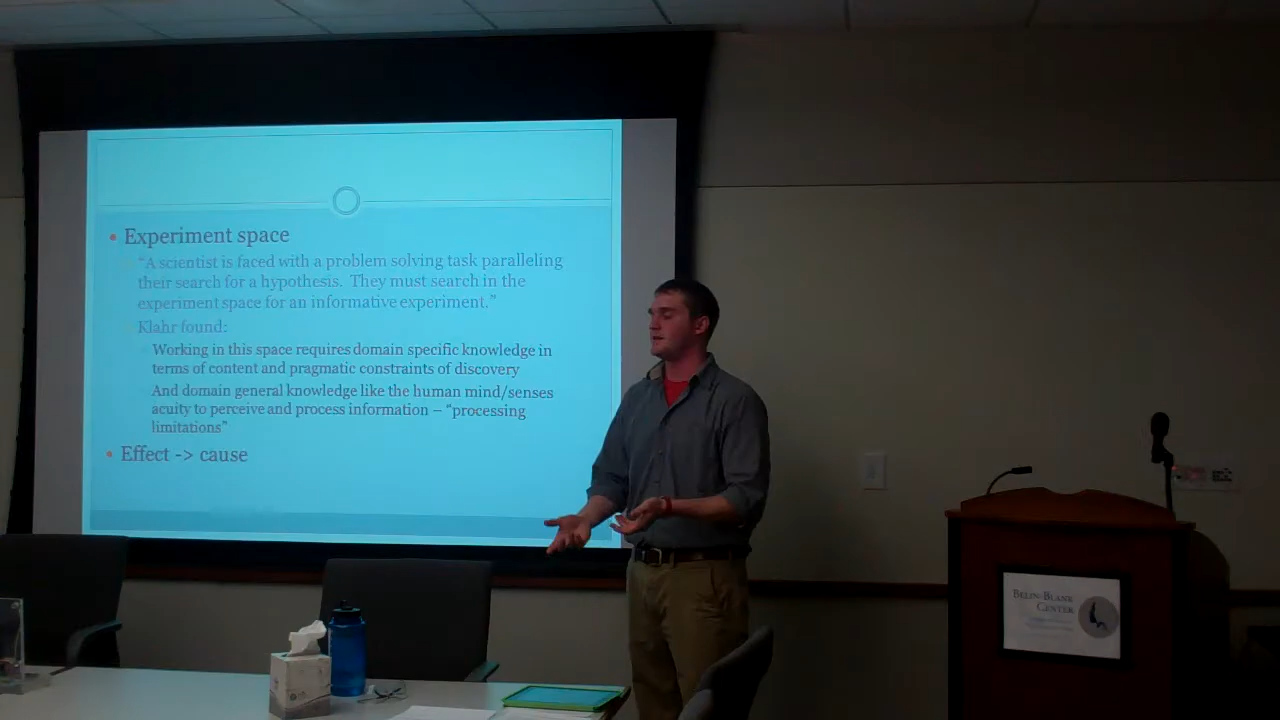 Experiment space
“A scientist is faced with a problem solving task paralleling
their search for a hypothesis. They must search in the
experiment space for an informative experiment.”
Klahr found:
Working in this space requires domain specific knowledge in
terms of content and pragmatic constraints of discovery
And domain general knowledge like the human mind/senses
acuity to perceive and process information – “processing
limitations”
Effect -> cause
BELIN-BLANK
CENTER